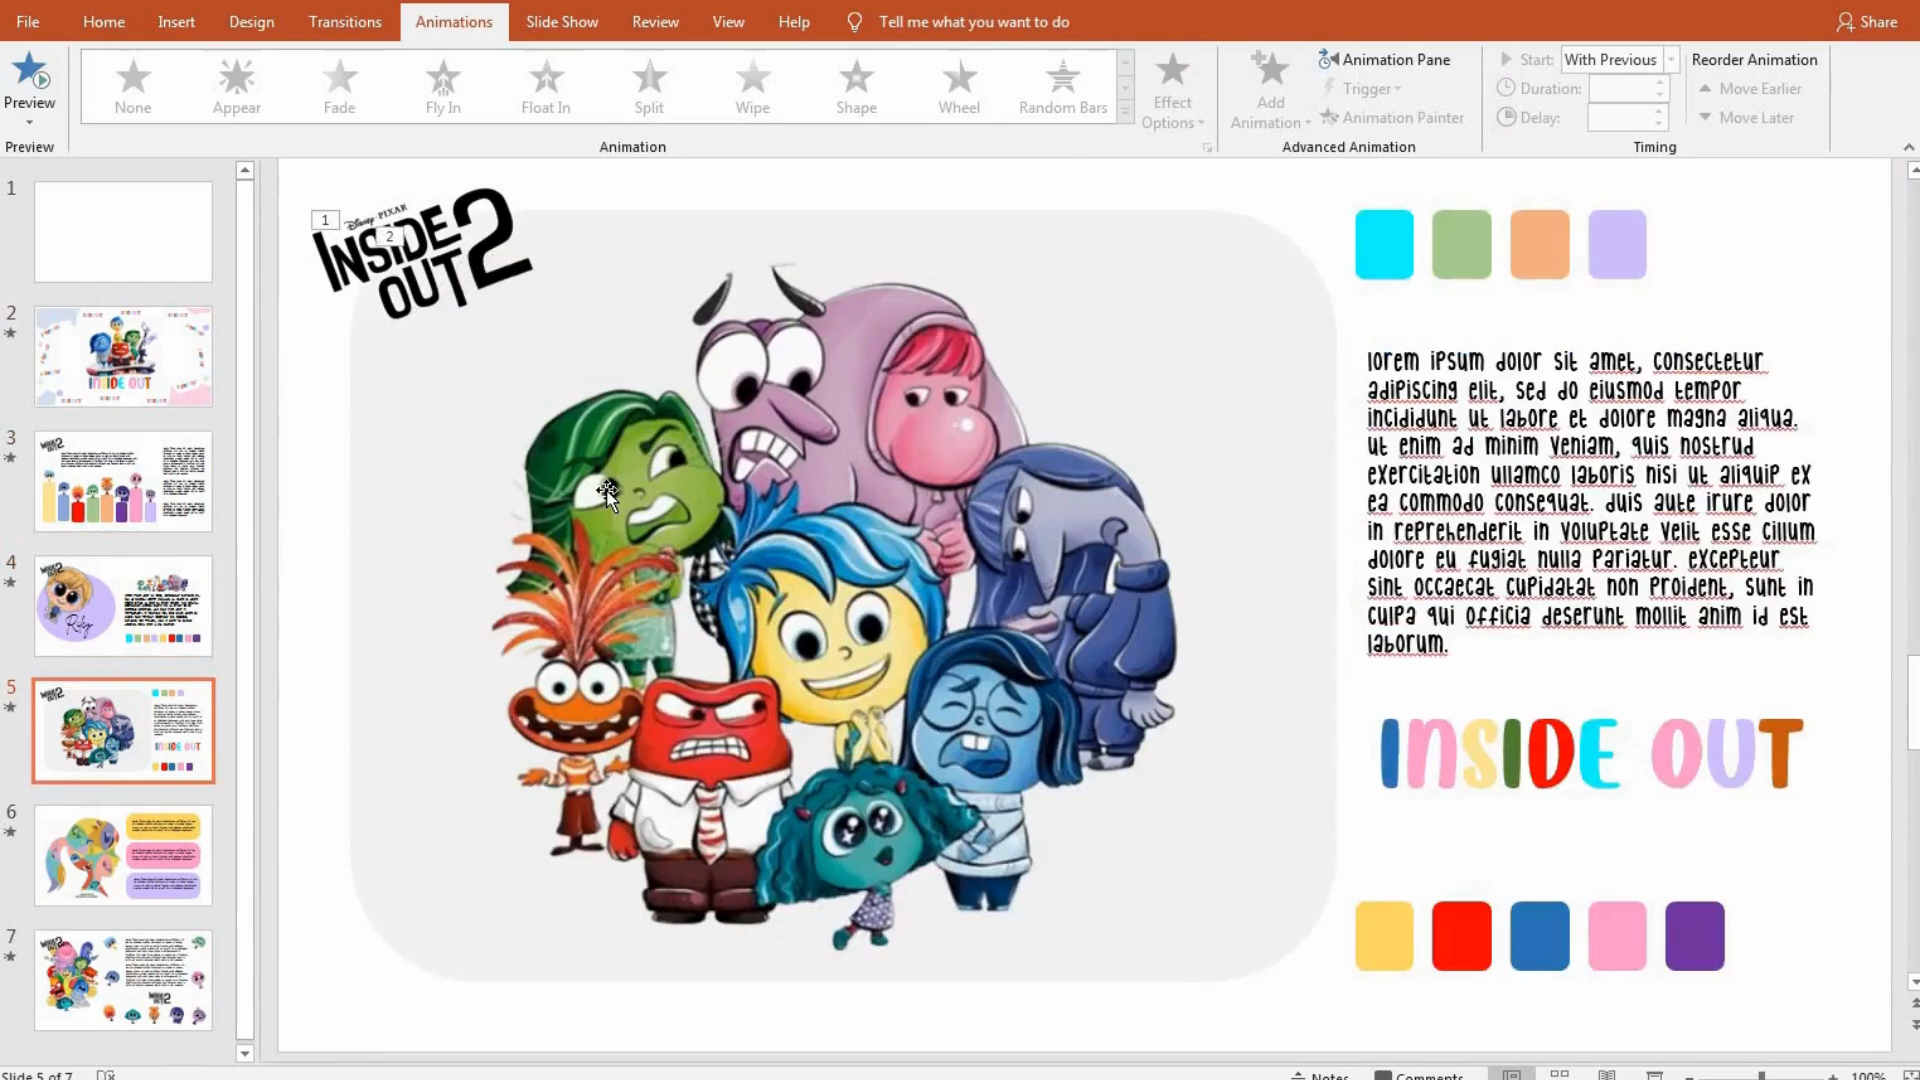 File Home Insert Design Transitions Animations Slide Show Review View Help Tell me what you want to do Share
Preview
None Appear Fade Fly In Float In Split Wipe Shape Wheel Random Bars
Effect Options
Add Animation
Animation Pane
Trigger
Animation Painter
Start: With Previous
Duration:
Delay:
Reorder Animation
Move Earlier
Move Later
Preview Animation Advanced Animation Timing
1
2
INSIDE OUT
3
4
Riley
5
INSIDE OUT
6
7
1
2
Disney PIXAR
INSIDE
OUT 2
lorem ipsum dolor sit amet, consectetur
adipiscing elit, sed do eiusmod tempor
incididunt ut labore et dolore magna aliqua.
ut enim ad minim veniam, quis nostrud
exercitation ullamco laboris nisi ut aliquip ex
ea commodo consequat. duis aute irure dolor
in reprehenderit in voluptate velit esse cillum
dolore eu fugiat nulla pariatur. excepteur
sint occaecat cupidatat non proident, sunt in
culpa qui officia deserunt mollit anim id est
laborum.
INSIDE OUT
Slide 5 of 7 Notes Comments 100%